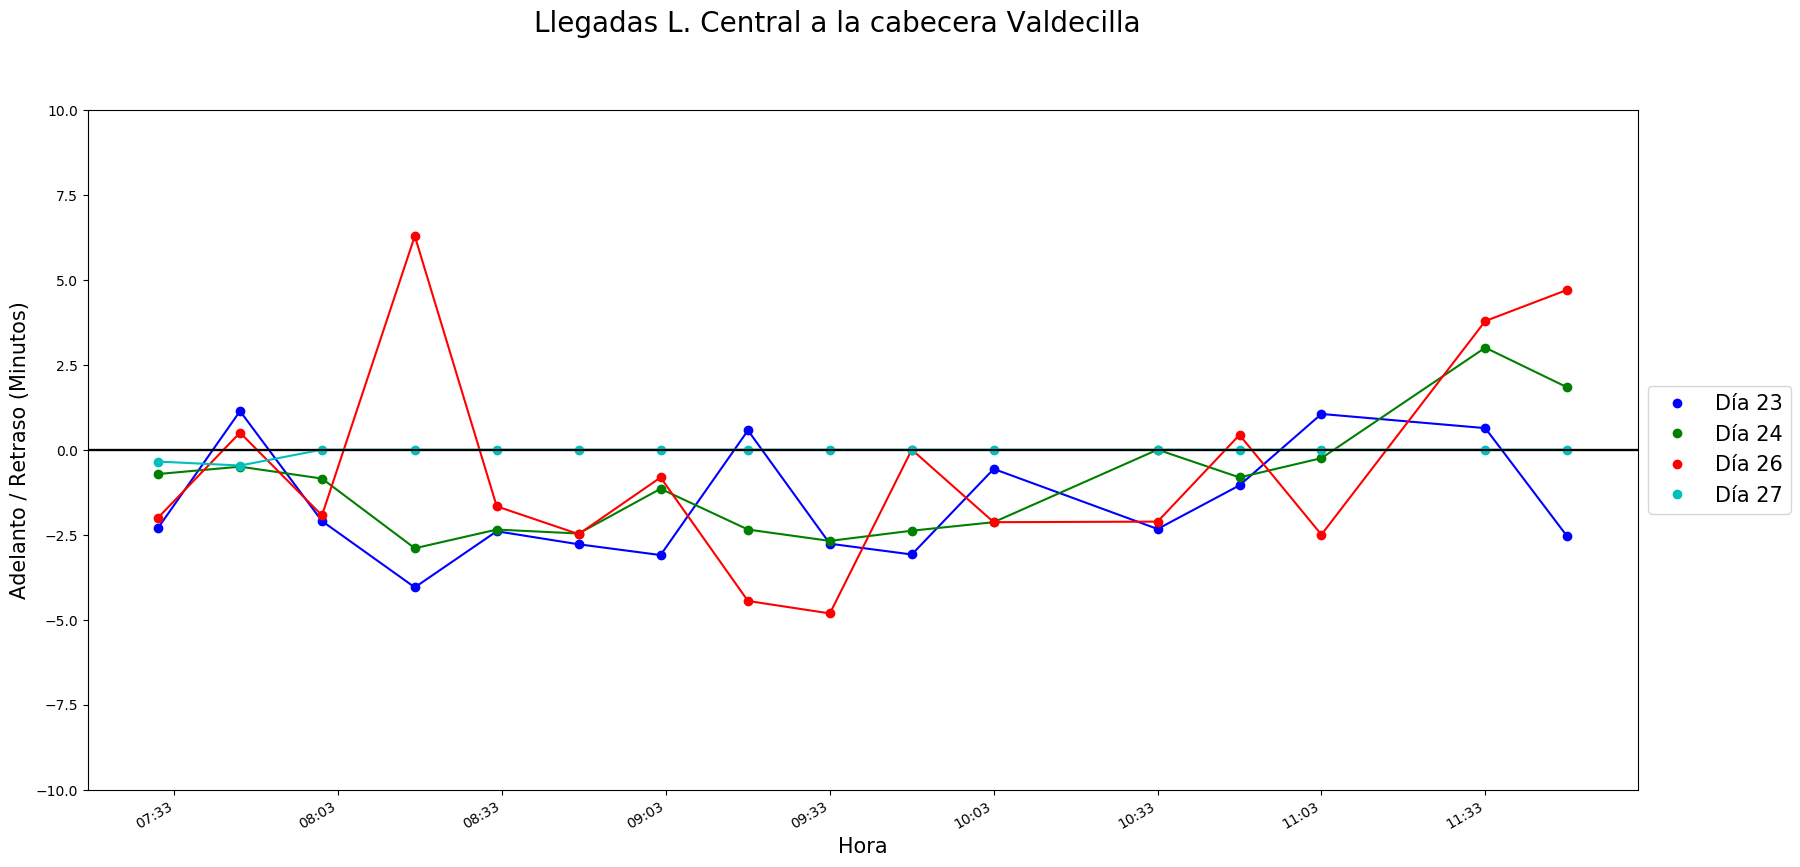 Llegadas L. Central a la cabecera Valdecilla
Adelanto / Retraso (Minutos)
10.0
7.5
5.0
2.5
0.0
−2.5
−5.0
−7.5
−10.0
07:33
08:03
08:33
09:03
09:33
10:03
10:33
11:03
11:33
Hora
Día 23
Día 24
Día 26
Día 27